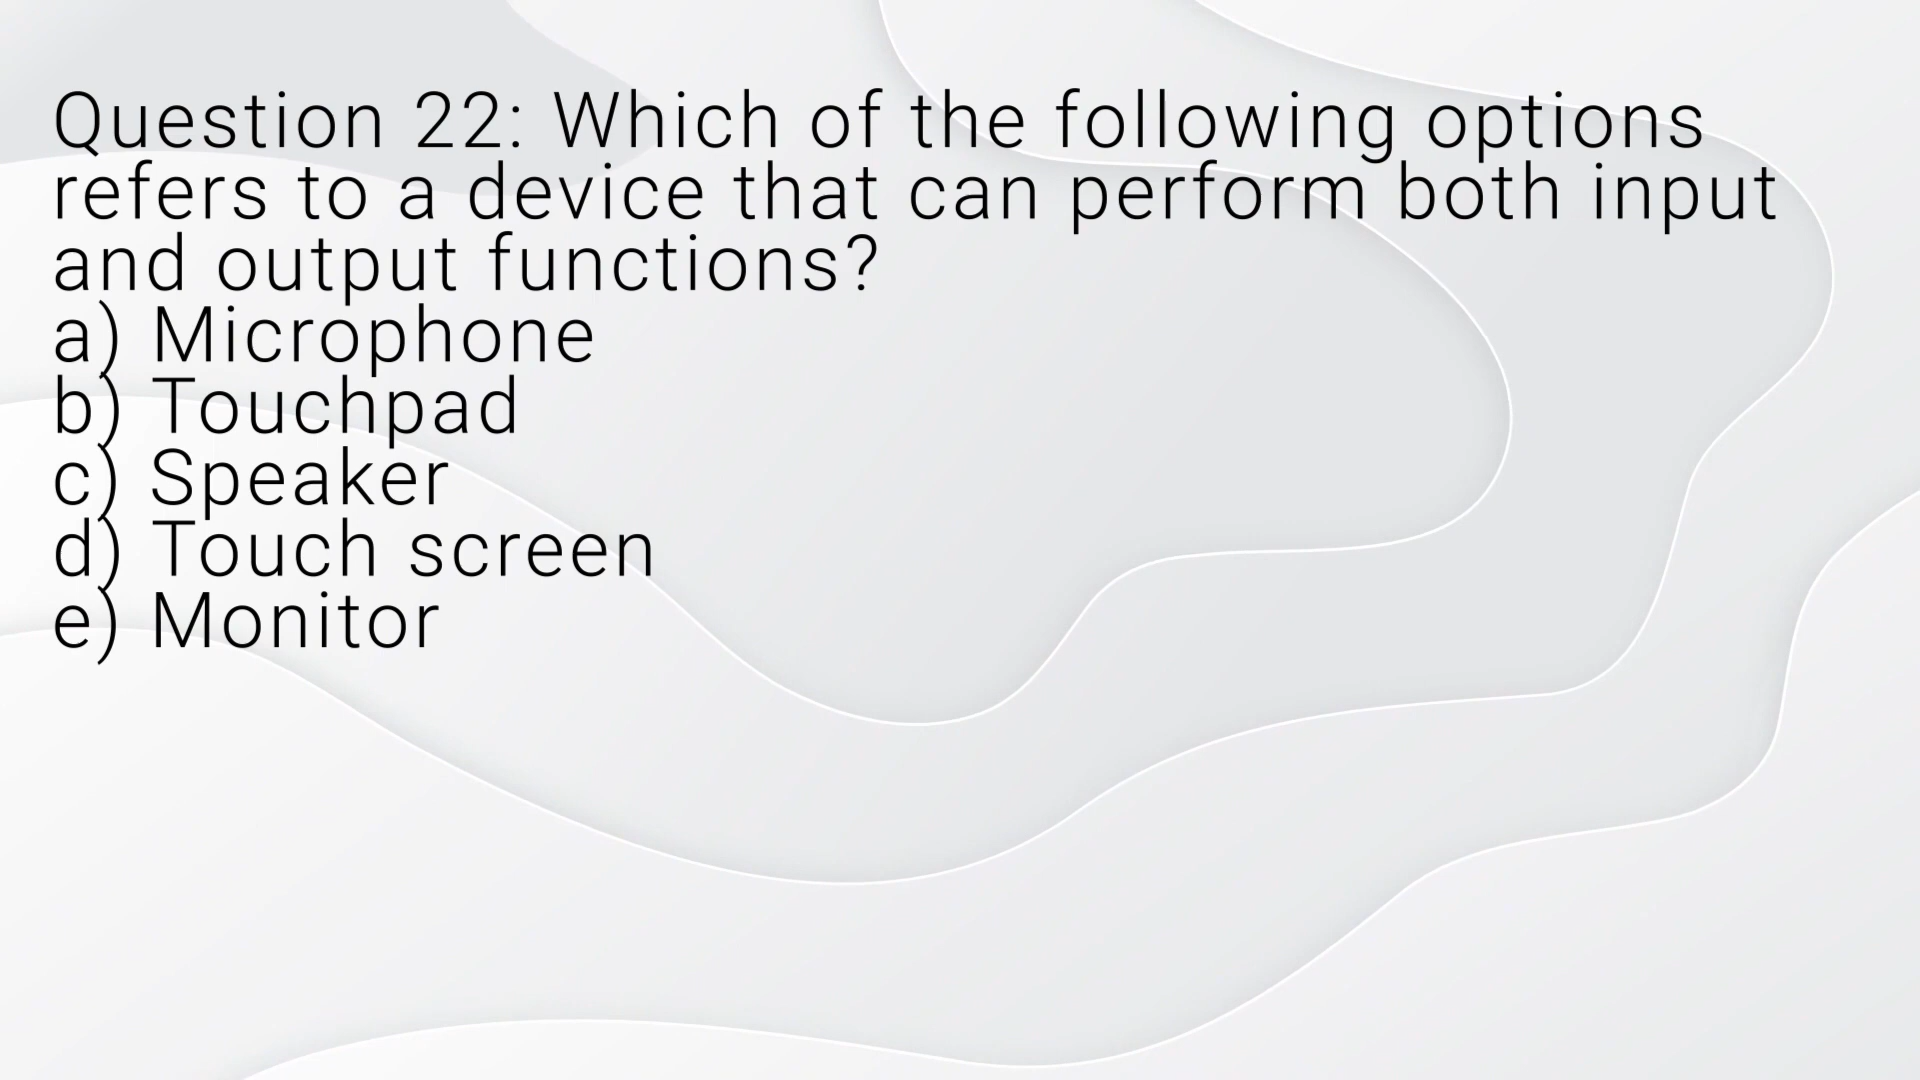 Question 22: Which of the following options
refers to a device that can perform both input
and output functions?
a) Microphone
b) Touchpad
c) Speaker
d) Touch screen
e) Monitor